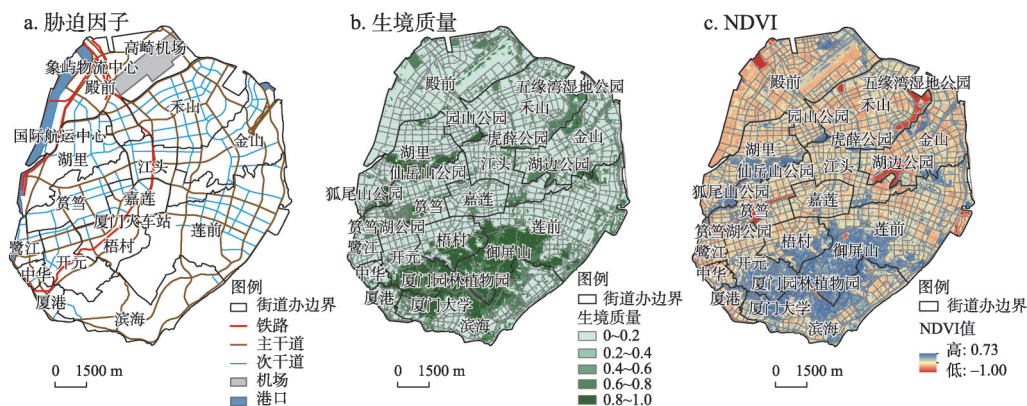 a. 胁迫因子
高崎机场
象屿物流中心
殿前
禾山
国际航运中心
金山
湖里
江头
筼筜
嘉莲
厦门火车站
莲前
鹭江
梧村
开元
中华
厦港
滨海
图例
街道办边界
铁路
主干道
次干道
机场
港口
0 1500 m
b. 生境质量
殿前
五缘湾湿地公园
禾山
园山公园
虎薛公园
金山
湖里
江头
湖边公园
仙岳山公园
狐尾山公园
嘉莲
筼筜
筼筜湖公园
莲前
鹭江
梧村
御屏山
开元
中华
厦门园林植物园
厦港
厦门大学
滨海
图例
街道办边界
生境质量
0~0.2
0.2~0.4
0.4~0.6
0.6~0.8
0.8~1.0
0 1500 m
c. NDVI
殿前
五缘湾湿地公园
禾山
园山公园
虎薛公园
金山
湖里
江头
湖边公园
仙岳山公园
狐尾山公园
嘉莲
筼筜
筼筜湖公园
莲前
鹭江
梧村
御屏山
开元
中华
厦门园林植物园
厦港
厦门大学
滨海
图例
街道办边界
NDVI值
高: 0.73
低: −1.00
0 1500 m